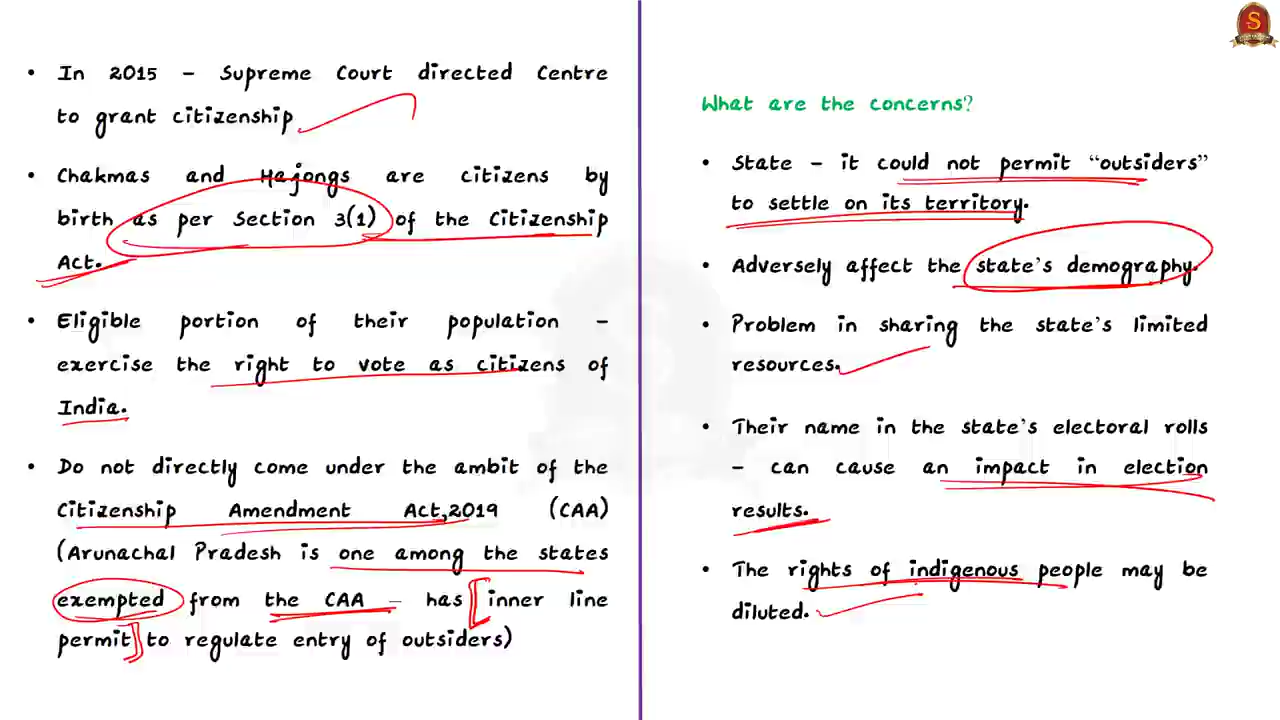 • In 2015 – Supreme Court directed Centre
to grant citizenship
• Chakmas and Hajongs are citizens by
birth as per Section 3(1) of the Citizenship
Act.
• Eligible portion of their population –
exercise the right to vote as citizens of
India.
• Do not directly come under the ambit of the
Citizenship Amendment Act,2019 (CAA)
(Arunachal Pradesh is one among the states
exempted from the CAA – has inner line
permit to regulate entry of outsiders)
What are the concerns?
• State – it could not permit “outsiders”
to settle on its territory.
• Adversely affect the state’s demography.
• Problem in sharing the state’s limited
resources.
• Their name in the state’s electoral rolls
– can cause an impact in election
results.
• The rights of indigenous people may be
diluted.
S